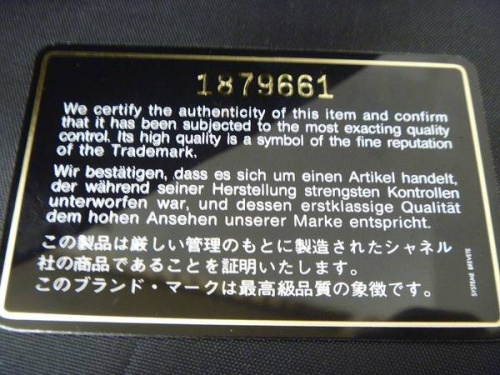 1879661
We certify the authenticity of this item and confirm
that it has been subjected to the most exacting quality
control. Its high quality is a symbol of the fine reputation
of the Trademark.
Wir bestätigen, dass es sich um einen Artikel handelt,
der während seiner Herstellung strengsten Kontrollen
unterworfen war, und dessen erstklassige Qualität
dem hohen Ansehen unserer Marke entspricht.
この製品は厳しい管理のもとに製造されたシャネル
社の商品であることを証明いたします。
このブランド・マークは最高級品質の象徴です。
SYSTEME BREVETE